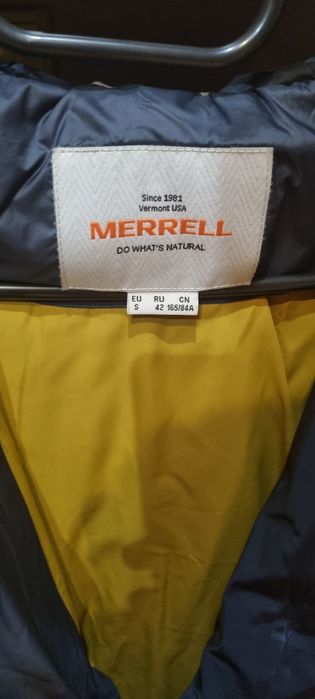 Since 1981
Vermont USA
MERRELL
DO WHAT'S NATURAL
EU RU CN
S 42 165/84A